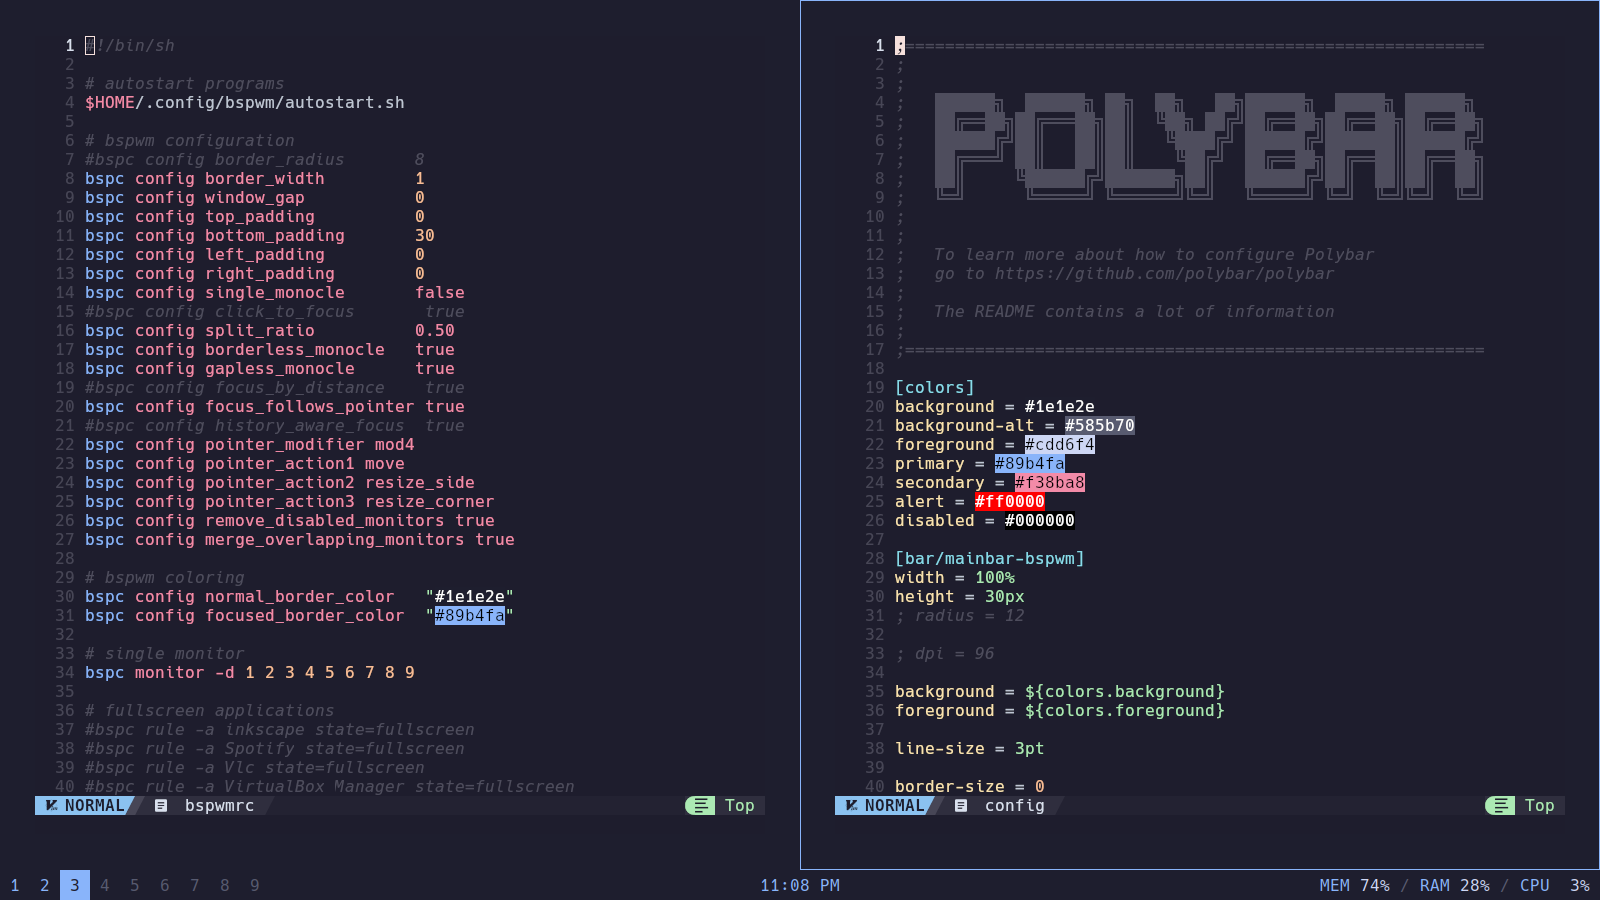 1 #!/bin/sh
2
3 # autostart programs
4 $HOME/.config/bspwm/autostart.sh
5
6 # bspwm configuration
7 #bspc config border_radius       8
8 bspc config border_width         1
9 bspc config window_gap           0
10 bspc config top_padding          0
11 bspc config bottom_padding       30
12 bspc config left_padding         0
13 bspc config right_padding        0
14 bspc config single_monocle       false
15 #bspc config click_to_focus       true
16 bspc config split_ratio          0.50
17 bspc config borderless_monocle   true
18 bspc config gapless_monocle      true
19 #bspc config focus_by_distance    true
20 bspc config focus_follows_pointer true
21 #bspc config history_aware_focus  true
22 bspc config pointer_modifier mod4
23 bspc config pointer_action1 move
24 bspc config pointer_action2 resize_side
25 bspc config pointer_action3 resize_corner
26 bspc config remove_disabled_monitors true
27 bspc config merge_overlapping_monitors true
28
29 # bspwm coloring
30 bspc config normal_border_color   "#1e1e2e"
31 bspc config focused_border_color  "#89b4fa"
32
33 # single monitor
34 bspc monitor -d 1 2 3 4 5 6 7 8 9
35
36 # fullscreen applications
37 #bspc rule -a inkscape state=fullscreen
38 #bspc rule -a Spotify state=fullscreen
39 #bspc rule -a Vlc state=fullscreen
40 #bspc rule -a VirtualBox Manager state=fullscreen
NORMAL bspwmrc Top
1 ;==========================================================
2 ;
3 ;
4 ;
5 ;
6 ; POLYBAR
7 ;
8 ;
9 ;
10 ;
11 ;
12 ;   To learn more about how to configure Polybar
13 ;   go to https://github.com/polybar/polybar
14 ;
15 ;   The README contains a lot of information
16 ;
17 ;==========================================================
18
19 [colors]
20 background = #1e1e2e
21 background-alt = #585b70
22 foreground = #cdd6f4
23 primary = #89b4fa
24 secondary = #f38ba8
25 alert = #ff0000
26 disabled = #000000
27
28 [bar/mainbar-bspwm]
29 width = 100%
30 height = 30px
31 ; radius = 12
32
33 ; dpi = 96
34
35 background = ${colors.background}
36 foreground = ${colors.foreground}
37
38 line-size = 3pt
39
40 border-size = 0
NORMAL config Top
1 2 3 4 5 6 7 8 9 11:08 PM MEM 74% / RAM 28% / CPU 3%